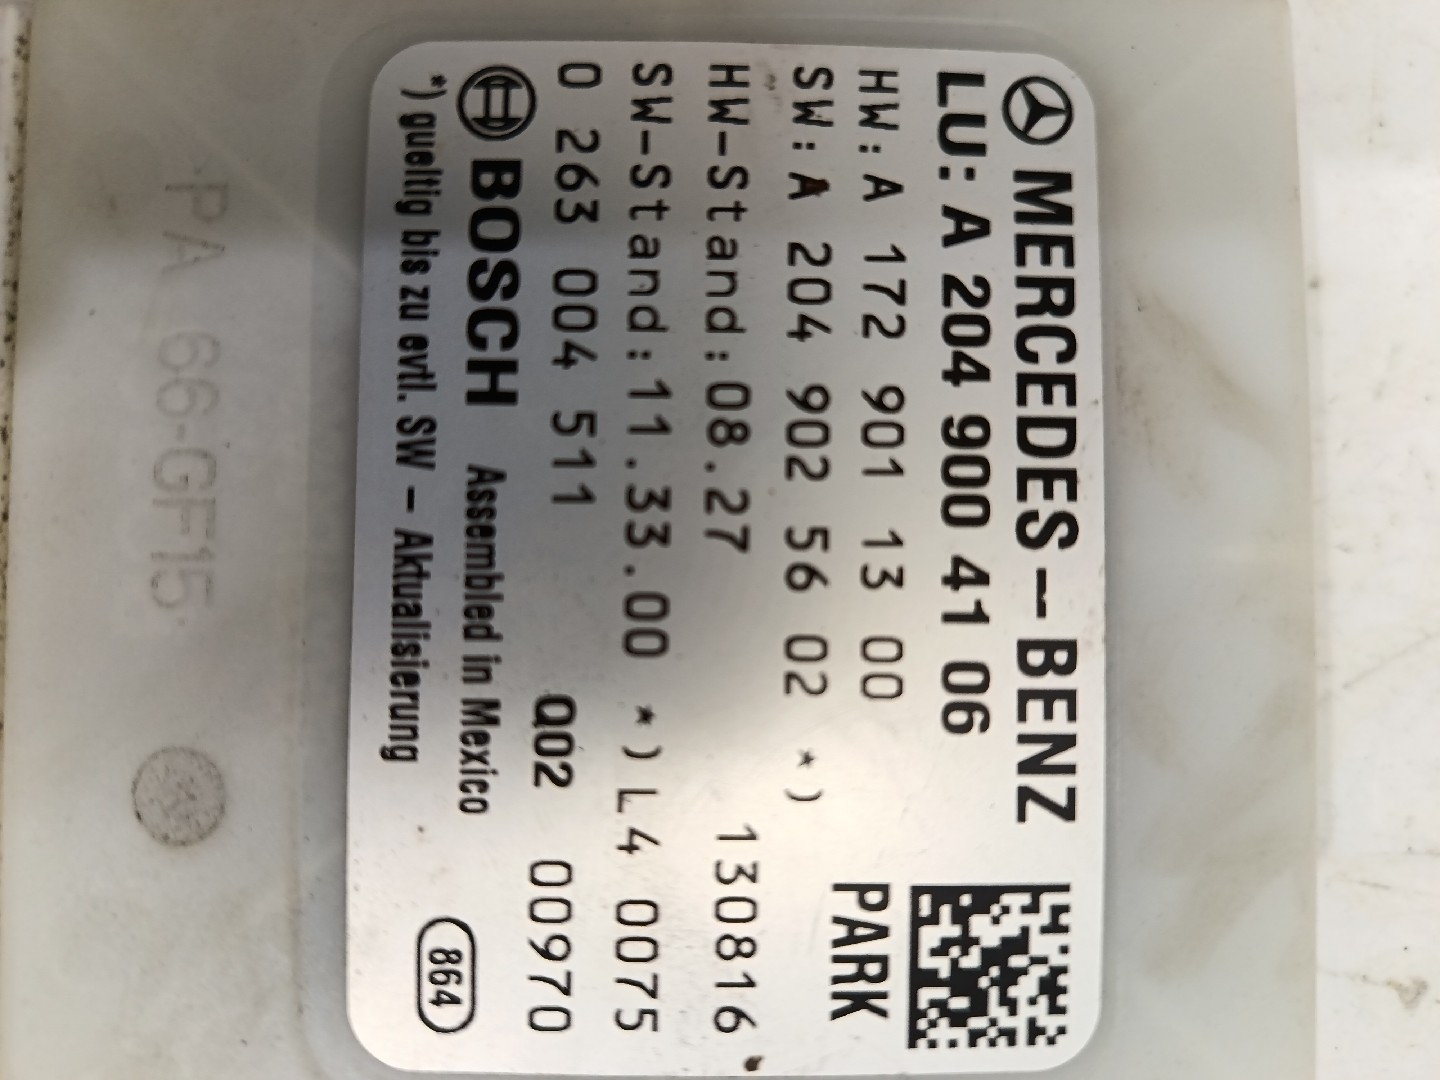 MERCEDES-BENZ
LU: A 204 900 41 06
HW: A 172 901 13 00
SW: A 204 902 56 02 *) PARK
HW-Stand:08.27 130816
SW-Stand:11.33.00 *) L4 0075
0 263 004 511 Q02 00970
BOSCH Assembled in Mexico
*) gueltig bis zu evtl. SW - Aktualisierung 864
PA 66-GF15